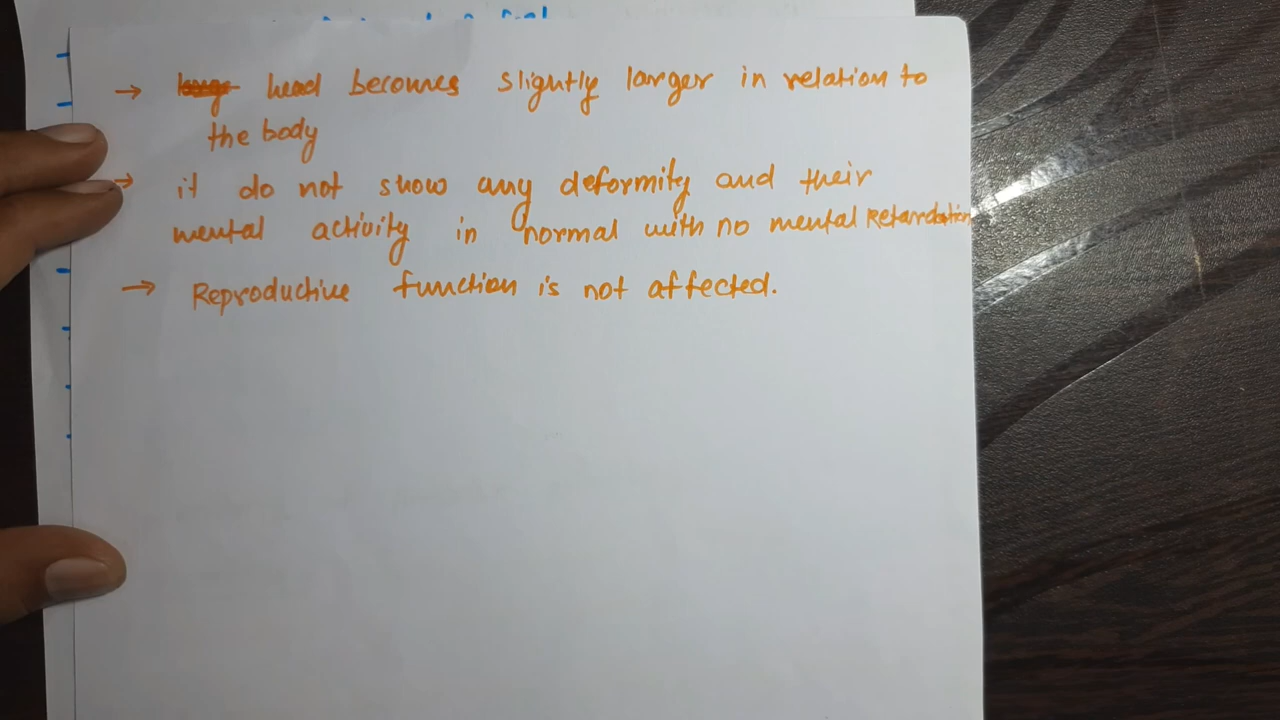 → head becomes slightly larger in relation to
the body
→ it do not show any deformity and their
mental activity in normal with no mental Retardation
→ Reproductive function is not affected.